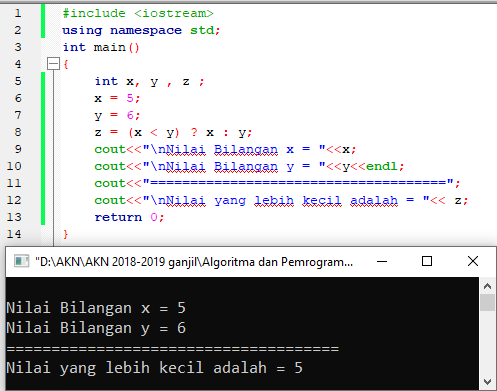 1 #include <iostream>
2 using namespace std;
3 int main()
4 {
5 int x, y , z ;
6 x = 5;
7 y = 6;
8 z = (x < y) ? x : y;
9 cout<<"\nNilai Bilangan x = "<<x;
10 cout<<"\nNilai Bilangan y = "<<y<<endl;
11 cout<<"=====================================";
12 cout<<"\nNilai yang lebih kecil adalah = "<< z;
13 return 0;
14 }
"D:\AKN\AKN 2018-2019 ganjil\Algoritma dan Pemrogram...
Nilai Bilangan x = 5
Nilai Bilangan y = 6
=====================================
Nilai yang lebih kecil adalah = 5